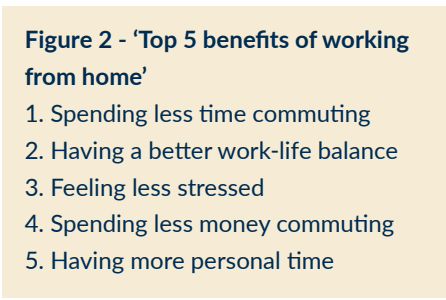 Figure 2 - ‘Top 5 benefits of working
from home’
1. Spending less time commuting
2. Having a better work-life balance
3. Feeling less stressed
4. Spending less money commuting
5. Having more personal time